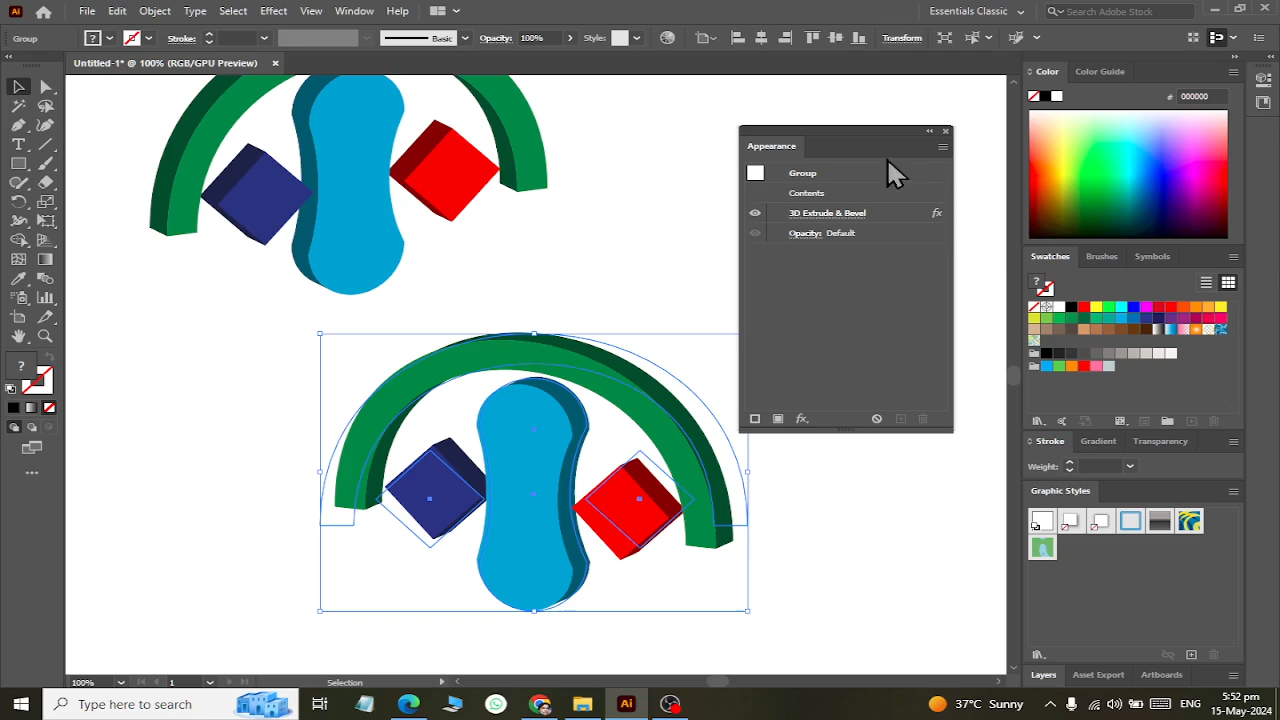 Ai File Edit Object Type Select Effect View Window Help Essentials Classic Search Adobe Stock
Group ? Stroke: Basic Opacity: 100% Style: Transform
Untitled-1* @ 100% (RGB/GPU Preview)
Color Color Guide
# 000000
Appearance
Group
Contents
3D Extrude & Bevel fx
Opacity: Default
fx
Swatches Brushes Symbols
?
Stroke Gradient Transparency
Weight:
Graphic Styles
Layers Asset Export Artboards
?
100% 1 Selection
Type here to search Ai 37°C Sunny ENG 5:52 pm
15-May-2024